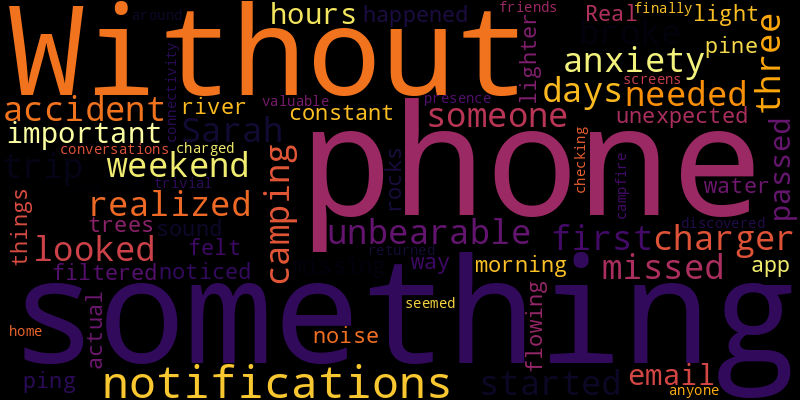 around
friends
Real
finally
light
Without
hours
happened
lighter
three
anxiety
pine
screens
connectivity
valuable
presence
days
needed
accident
river
constant
someone
unexpected
important
Sarah
phone
conversations
charged
checking
passed
trip
weekend
camping
rocks
campfire
trivial
water
things
realized
trees
sound
unbearable
discovered
looked
felt
returned
first
charger
filtered
noticed
way
morning
missed
app
something
actual
seemed
flowing
home
noise
ping
notifications
started
email
anyone